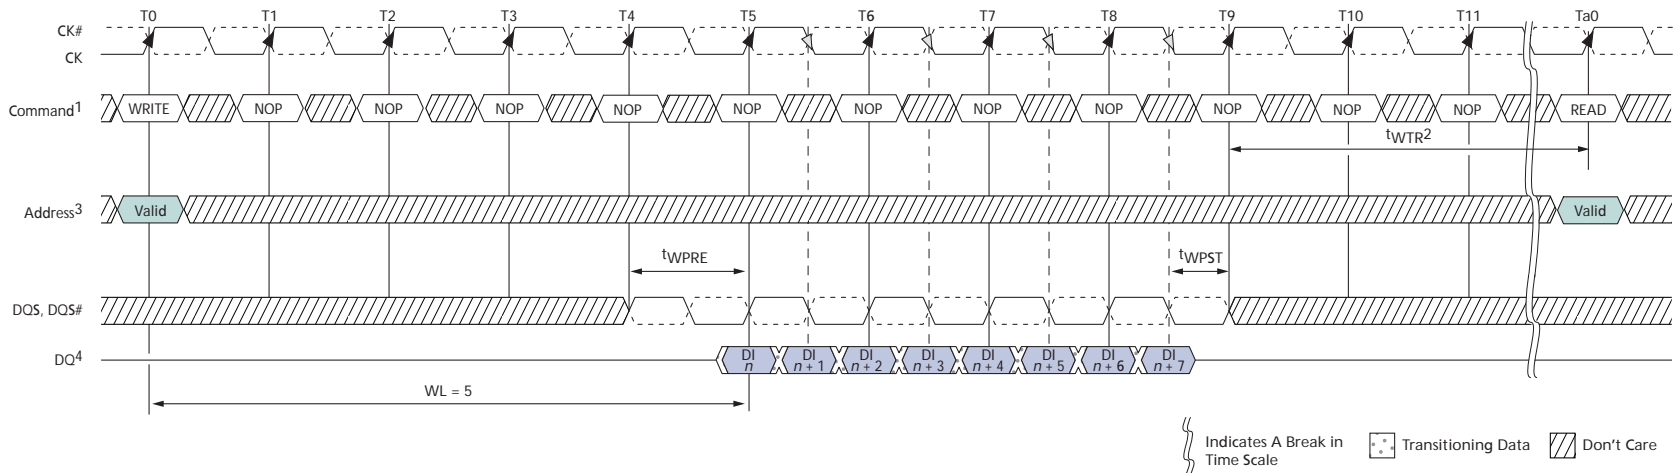 T0 T1 T2 T3 T4 T5 T6 T7 T8 T9 T10 T11 Ta0
CK#
CK
Command1 WRITE NOP NOP NOP NOP NOP NOP NOP NOP NOP NOP NOP READ
tWTR2
Address3 Valid Valid
tWPRE tWPST
DQS, DQS#
DQ4 DI n DI n + 1 DI n + 2 DI n + 3 DI n + 4 DI n + 5 DI n + 6 DI n + 7
WL = 5
Indicates A Break in
Time Scale
Transitioning Data
Don't Care